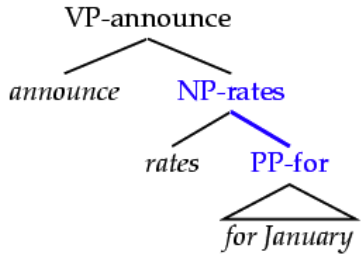 VP-announce
announce NP-rates
rates PP-for
for January